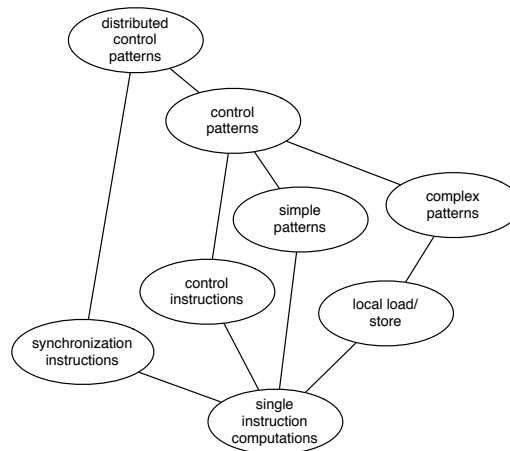 distributed
control
patterns
control
patterns
complex
patterns
simple
patterns
control
instructions
local load/
store
synchronization
instructions
single
instruction
computations